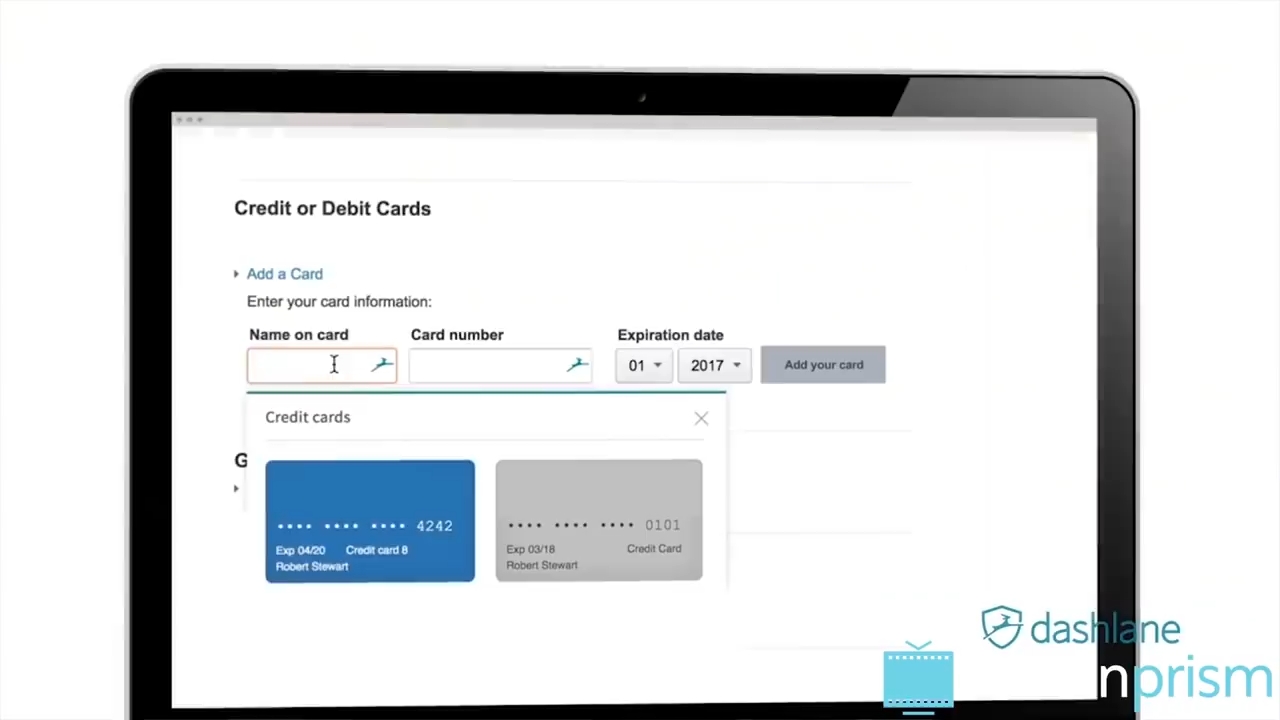 Credit or Debit Cards
Add a Card
Enter your card information:
Name on card Card number Expiration date
01 2017 Add your card
Credit cards
G
•••• •••• •••• 4242
Exp 04/20 Credit card 8
Robert Stewart
•••• •••• •••• 0101
Exp 03/18 Credit Card
Robert Stewart
dashlane
nprism